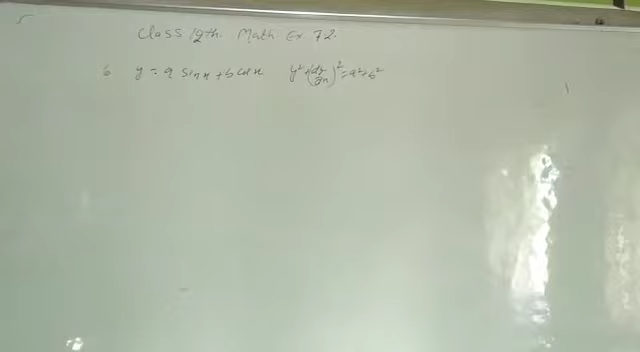 Class 12th. Math Ex. 7.2.
6 y = a sin x + b cos x y² + (dy/dx)² = a² + b²